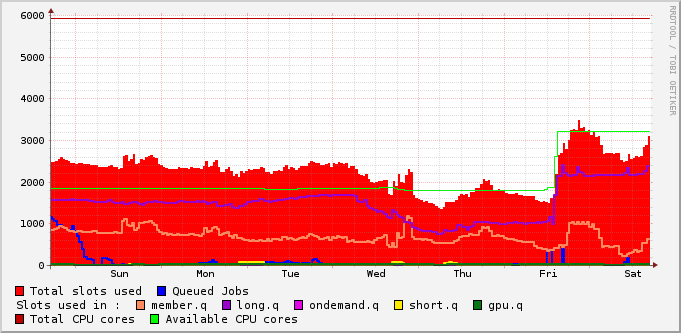 6000
5000
4000
3000
2000
1000
0
Sun Mon Tue Wed Thu Fri Sat
RRDTOOL / TOBI OETIKER
Total slots used Queued Jobs
Slots used in : member.q long.q ondemand.q short.q gpu.q
Total CPU cores Available CPU cores